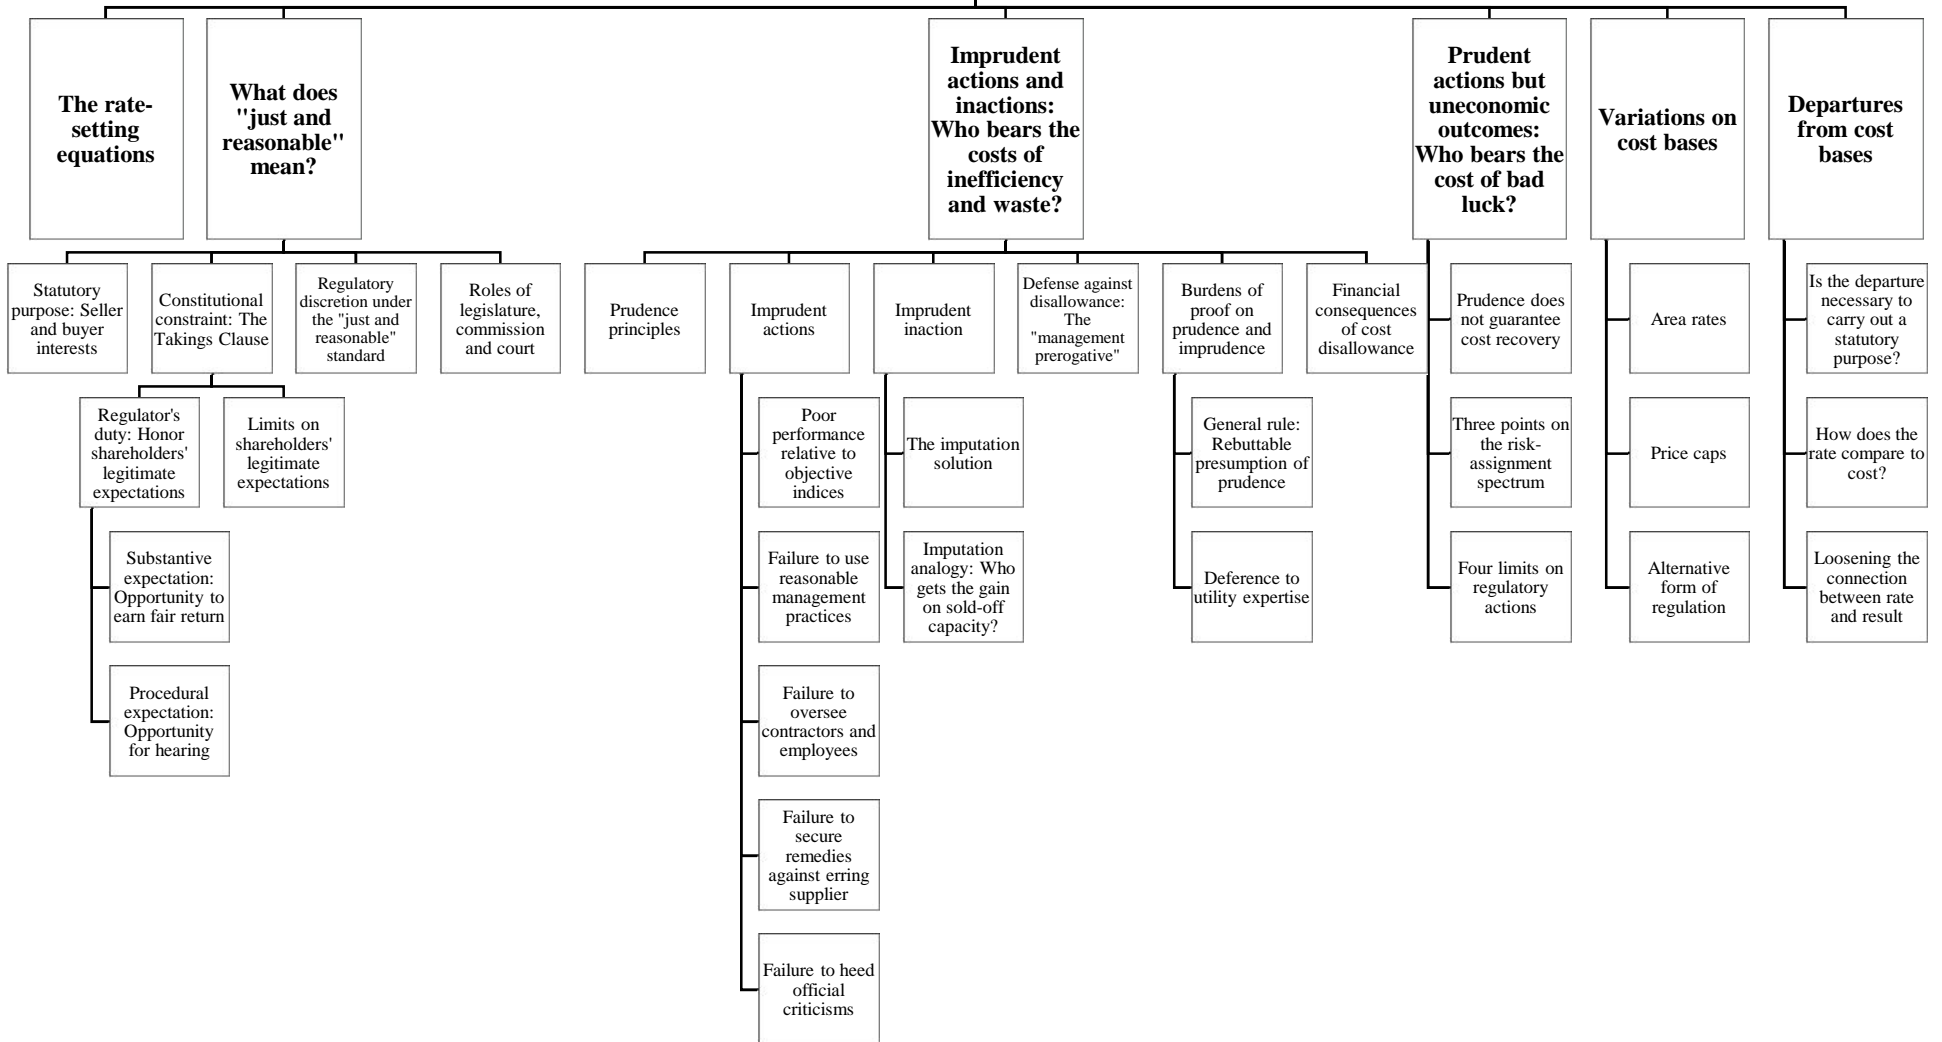 The rate-
setting
equations
What does
"just and
reasonable"
mean?
Imprudent
actions and
inactions:
Who bears the
costs of
inefficiency
and waste?
Prudent
actions but
uneconomic
outcomes:
Who bears the
cost of bad
luck?
Variations on
cost bases
Departures
from cost
bases
Statutory
purpose: Seller
and buyer
interests
Constitutional
constraint: The
Takings Clause
Regulatory
discretion under
the "just and
reasonable"
standard
Roles of
legislature,
commission
and court
Prudence
principles
Imprudent
actions
Imprudent
inaction
Defense against
disallowance:
The
"management
prerogative"
Burdens of
proof on
prudence and
imprudence
Financial
consequences
of cost
disallowance
Prudence does
not guarantee
cost recovery
Area rates
Is the departure
necessary to
carry out a
statutory
purpose?
Regulator's
duty: Honor
shareholders'
legitimate
expectations
Limits on
shareholders'
legitimate
expectations
Poor
performance
relative to
objective
indices
The imputation
solution
General rule:
Rebuttable
presumption of
prudence
Three points on
the risk-
assignment
spectrum
Price caps
How does the
rate compare to
cost?
Substantive
expectation:
Opportunity to
earn fair return
Failure to use
reasonable
management
practices
Imputation
analogy: Who
gets the gain
on sold-off
capacity?
Deference to
utility expertise
Four limits on
regulatory
actions
Alternative
form of
regulation
Loosening the
connection
between rate
and result
Procedural
expectation:
Opportunity
for hearing
Failure to
oversee
contractors and
employees
Failure to
secure
remedies
against erring
supplier
Failure to heed
official
criticisms